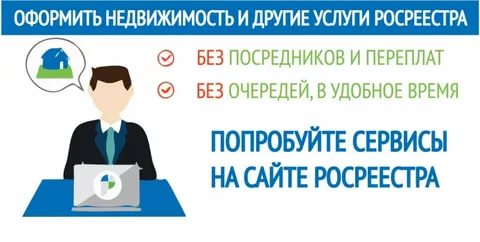 ОФОРМИТЬ НЕДВИЖИМОСТЬ И ДРУГИЕ УСЛУГИ РОСРЕЕСТРА
БЕЗ ПОСРЕДНИКОВ И ПЕРЕПЛАТ
БЕЗ ОЧЕРЕДЕЙ, В УДОБНОЕ ВРЕМЯ
ПОПРОБУЙТЕ СЕРВИСЫ
НА САЙТЕ РОСРЕЕСТРА